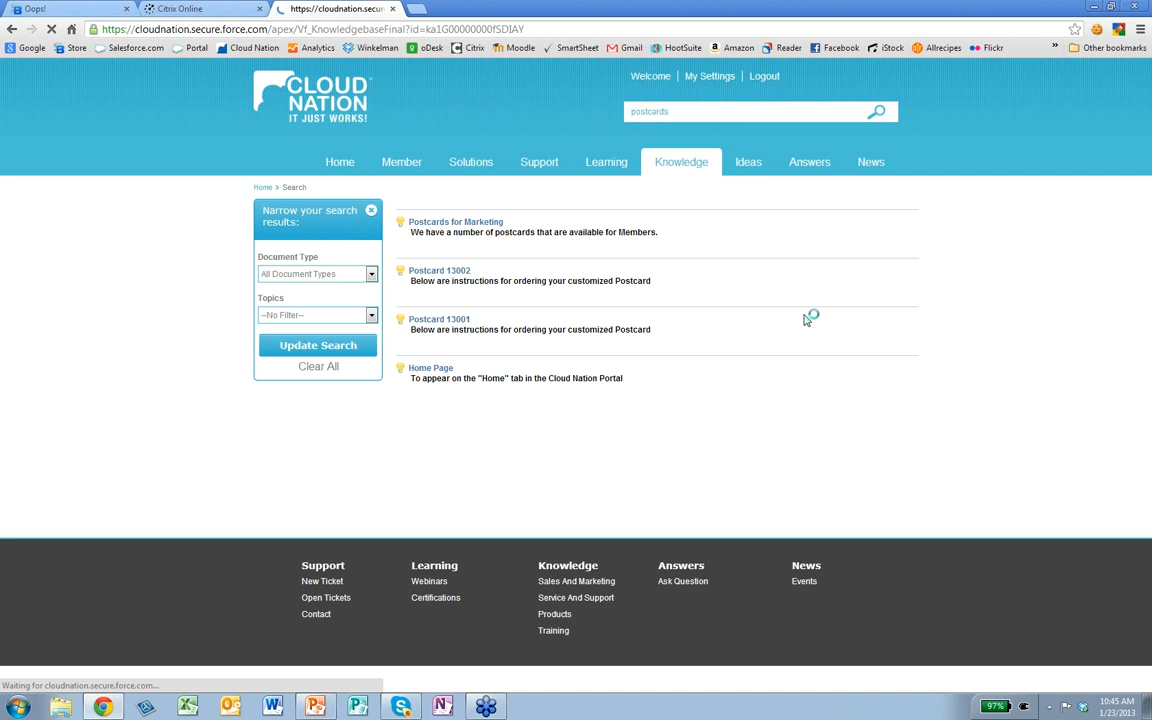 Oops!
Citrix Online
https://cloudnation.secur
https://cloudnation.secure.force.com/apex/Vf_KnowledgebaseFinal?id=ka1G00000000fSDIAY
Google Store Salesforce.com Portal Cloud Nation Analytics Winkelman oDesk Citrix Moodle SmartSheet Gmail HootSuite Amazon Reader Facebook iStock Allrecipes Flickr » Other bookmarks
CLOUD
NATION
IT JUST WORKS!
Welcome | My Settings | Logout
postcards
Home Member Solutions Support Learning Knowledge Ideas Answers News
Home > Search
Narrow your search
results:
Document Type
All Document Types
Topics
--No Filter--
Update Search
Clear All
Postcards for Marketing
We have a number of postcards that are available for Members.
Postcard 13002
Below are instructions for ordering your customized Postcard
Postcard 13001
Below are instructions for ordering your customized Postcard
Home Page
To appear on the "Home" tab in the Cloud Nation Portal
Support
New Ticket
Open Tickets
Contact
Learning
Webinars
Certifications
Knowledge
Sales And Marketing
Service And Support
Products
Training
Answers
Ask Question
News
Events
Waiting for cloudnation.secure.force.com...
97%
10:45 AM
1/23/2013